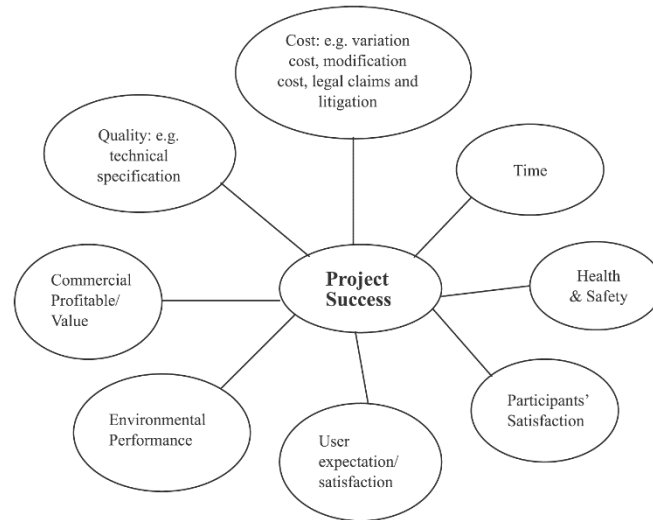 Cost: e.g. variation
cost, modification
cost, legal claims and
litigation
Quality: e.g.
technical
specification
Time
Project
Success
Health
& Safety
Commercial
Profitable/
Value
Participants’
Satisfaction
Environmental
Performance
User
expectation/
satisfaction